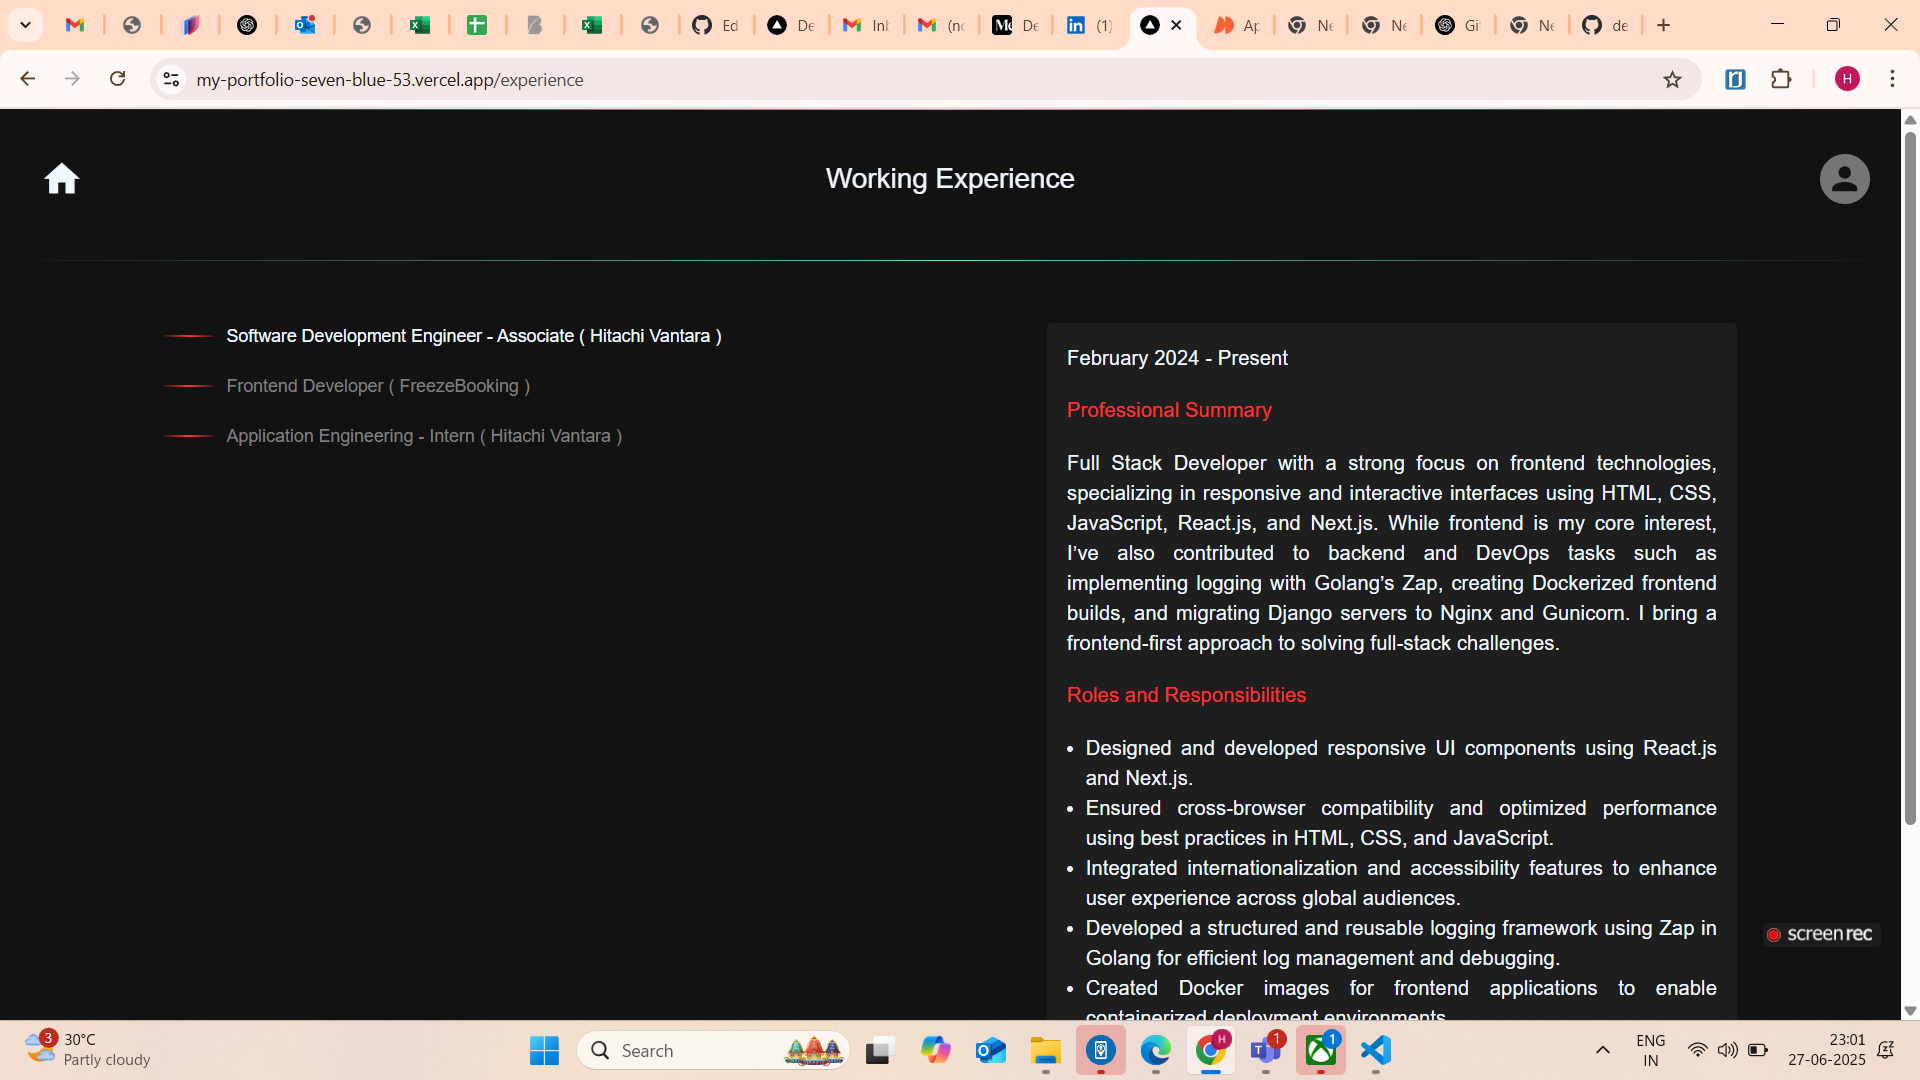 Ed
De
Inb
(no
De
(1)
Ap
Ne
Ne
Gi
Ne
de
my-portfolio-seven-blue-53.vercel.app/experience
H
Working Experience
Software Development Engineer - Associate ( Hitachi Vantara )
Frontend Developer ( FreezeBooking )
Application Engineering - Intern ( Hitachi Vantara )
February 2024 - Present
Professional Summary
Full Stack Developer with a strong focus on frontend technologies,
specializing in responsive and interactive interfaces using HTML, CSS,
JavaScript, React.js, and Next.js. While frontend is my core interest,
I’ve also contributed to backend and DevOps tasks such as
implementing logging with Golang’s Zap, creating Dockerized frontend
builds, and migrating Django servers to Nginx and Gunicorn. I bring a
frontend-first approach to solving full-stack challenges.
Roles and Responsibilities
• Designed and developed responsive UI components using React.js
and Next.js.
• Ensured cross-browser compatibility and optimized performance
using best practices in HTML, CSS, and JavaScript.
• Integrated internationalization and accessibility features to enhance
user experience across global audiences.
• Developed a structured and reusable logging framework using Zap in
Golang for efficient log management and debugging.
• Created Docker images for frontend applications to enable
containerized deployment environments.
screenrec
3
30°C
Partly cloudy
Search
H
1
1
ENG
IN
23:01
27-06-2025